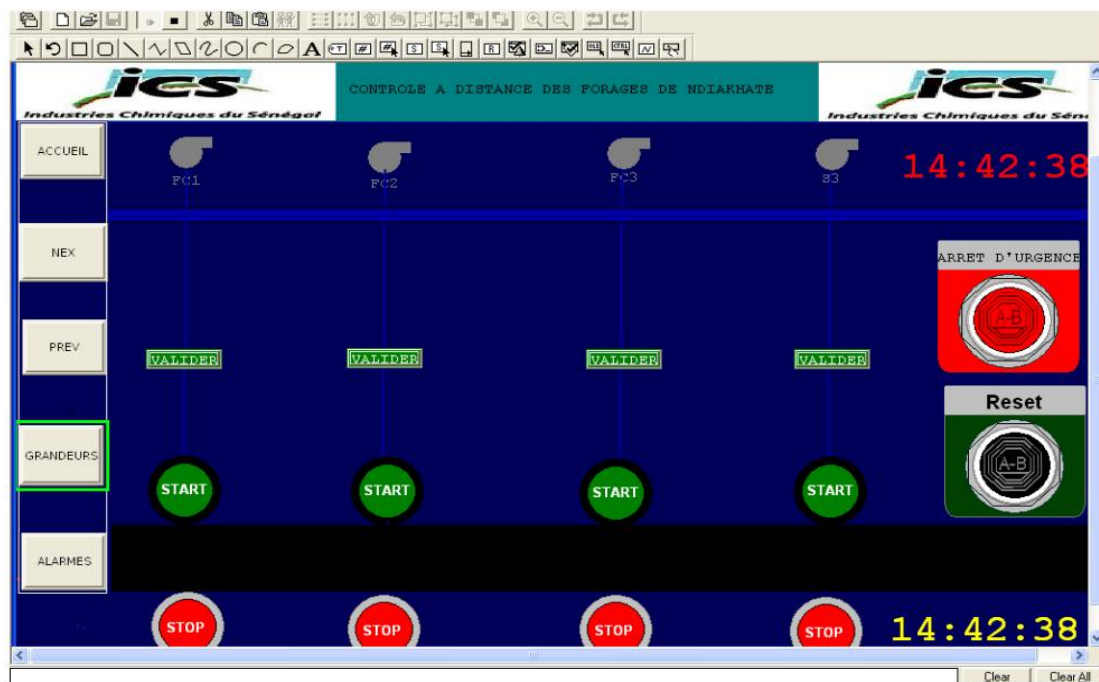 ics
Industries Chimiques du Sénégal
CONTROLE A DISTANCE DES FORAGES DE NDIAKHATE
ics
Industries Chimiques du Sén
ACCUEIL
FC1
FC2
FC3
S3
14:42:38
NEX
ARRET D'URGENCE
A-B
PREV
VALIDER
VALIDER
VALIDER
VALIDER
Reset
A-B
GRANDEURS
START
START
START
START
ALARMES
STOP
STOP
STOP
STOP
14:42:38
Clear
Clear All